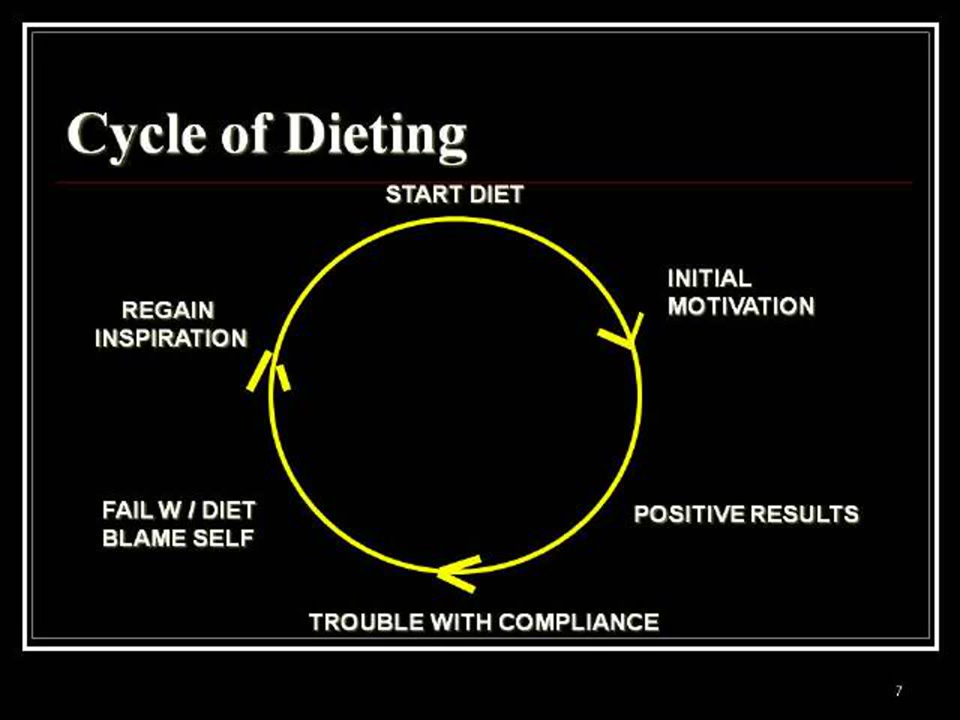 Cycle of Dieting
START DIET
INITIAL
MOTIVATION
POSITIVE RESULTS
TROUBLE WITH COMPLIANCE
FAIL W / DIET
BLAME SELF
REGAIN
INSPIRATION
7